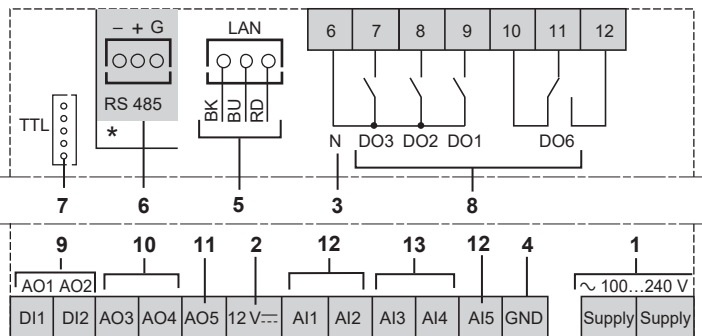 − + G LAN 6 7 8 9 10 11 12
RS 485 BK BU RD
TTL
* N DO3 DO2 DO1 DO6
7 6 5 3 8
9 10 11 2 12 13 12 4 1
AO1 AO2 ~ 100...240 V
DI1 DI2 AO3 AO4 AO5 12 V⎓ AI1 AI2 AI3 AI4 AI5 GND Supply Supply